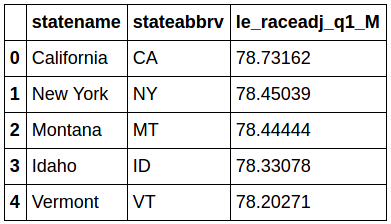 statename stateabbrv le_raceadj_q1_M
0 California CA 78.73162
1 New York NY 78.45039
2 Montana MT 78.44444
3 Idaho ID 78.33078
4 Vermont VT 78.20271